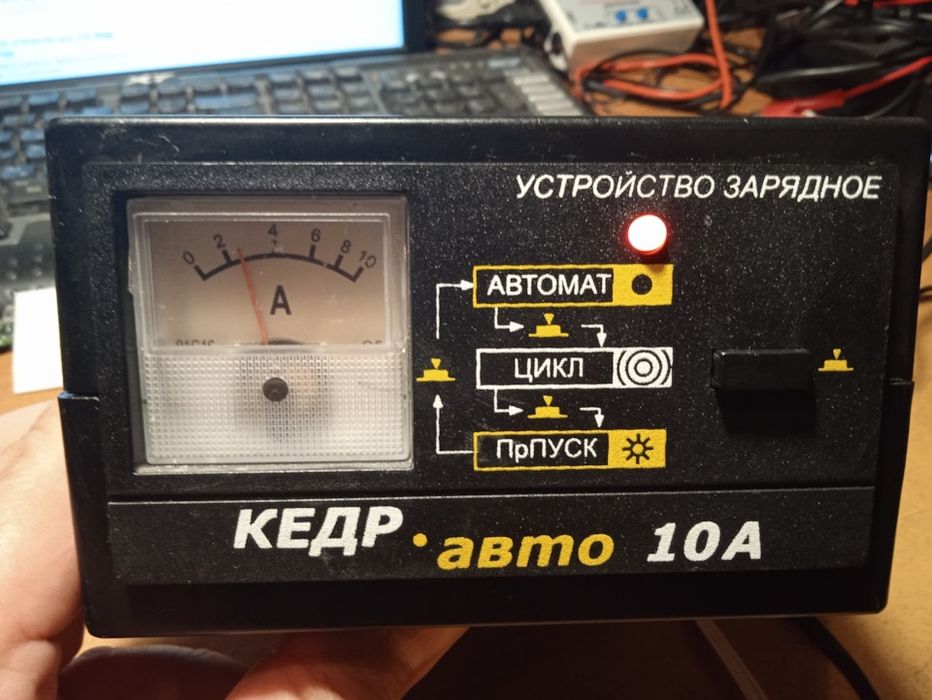 УСТРОЙСТВО ЗАРЯДНОЕ
0 2 4 6 8 10
A
АВТОМАТ
ЦИКЛ
ПрПУСК
КЕДР • авто 10А